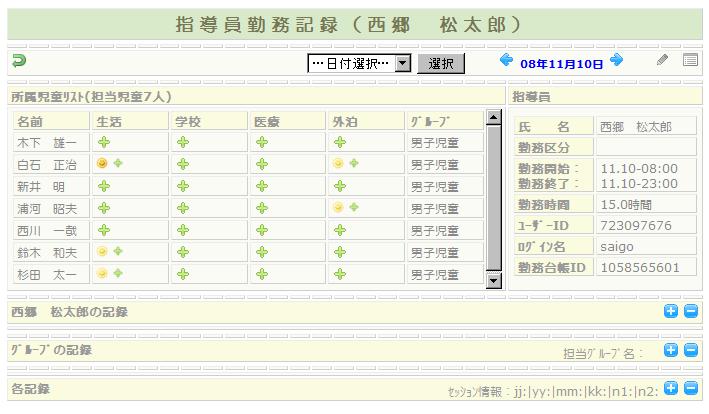 指導員勤務記録（西郷　松太郎）
…日付選択… 選択 08年11月10日
所属児童ﾘｽﾄ(担当児童7人) 指導員
名前 生活 学校 医療 外泊 ｸﾞﾙｰﾌﾟ
木下　雄一 男子児童
白石　正治 男子児童
新井　明 男子児童
浦河　昭夫 男子児童
西川　一哉 男子児童
鈴木　和夫 男子児童
杉田　太一 男子児童
氏　　名 西郷　松太郎
勤務区分
勤務開始： 11.10-08:00
勤務終了： 11.10-23:00
勤務時間 15.0時間
ﾕｰｻﾞｰID 723097676
ﾛｸﾞｲﾝ名 saigo
勤務台帳ID 1058565601
西郷　松太郎の記録
ｸﾞﾙｰﾌﾟの記録 担当ｸﾞﾙｰﾌﾟ名：
各記録 ｾｯｼｮﾝ情報：jj:|yy:|mm:|kk:|n1:|n2: